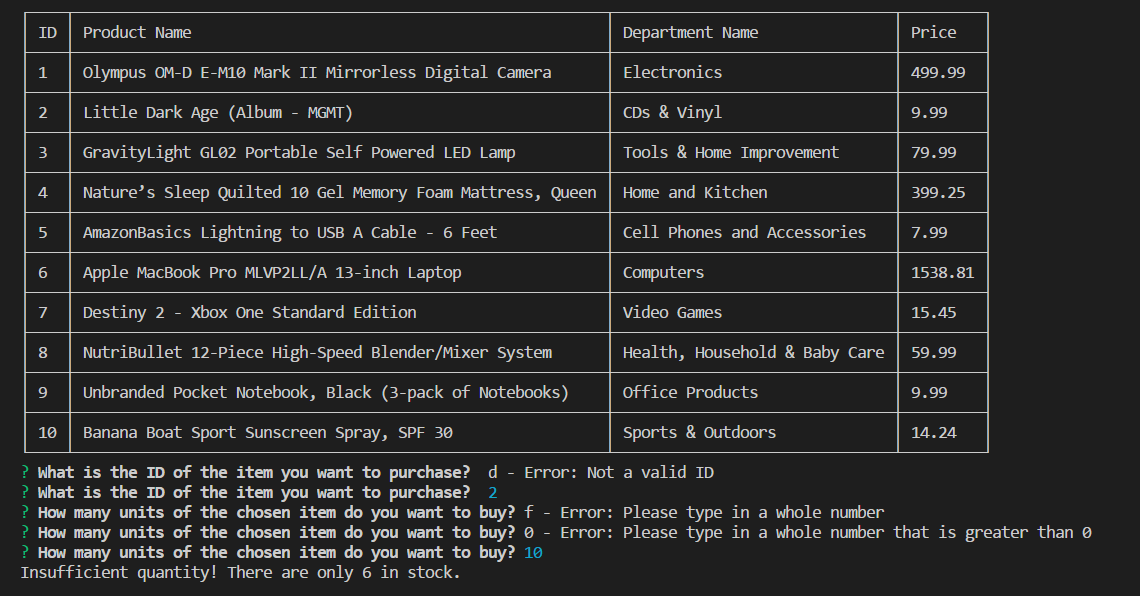 ID Product Name Department Name Price
1 Olympus OM-D E-M10 Mark II Mirrorless Digital Camera Electronics 499.99
2 Little Dark Age (Album - MGMT) CDs & Vinyl 9.99
3 GravityLight GL02 Portable Self Powered LED Lamp Tools & Home Improvement 79.99
4 Nature’s Sleep Quilted 10 Gel Memory Foam Mattress, Queen Home and Kitchen 399.25
5 AmazonBasics Lightning to USB A Cable - 6 Feet Cell Phones and Accessories 7.99
6 Apple MacBook Pro MLVP2LL/A 13-inch Laptop Computers 1538.81
7 Destiny 2 - Xbox One Standard Edition Video Games 15.45
8 NutriBullet 12-Piece High-Speed Blender/Mixer System Health, Household & Baby Care 59.99
9 Unbranded Pocket Notebook, Black (3-pack of Notebooks) Office Products 9.99
10 Banana Boat Sport Sunscreen Spray, SPF 30 Sports & Outdoors 14.24
? What is the ID of the item you want to purchase? d - Error: Not a valid ID
? What is the ID of the item you want to purchase? 2
? How many units of the chosen item do you want to buy? f - Error: Please type in a whole number
? How many units of the chosen item do you want to buy? 0 - Error: Please type in a whole number that is greater than 0
? How many units of the chosen item do you want to buy? 10
Insufficient quantity! There are only 6 in stock.